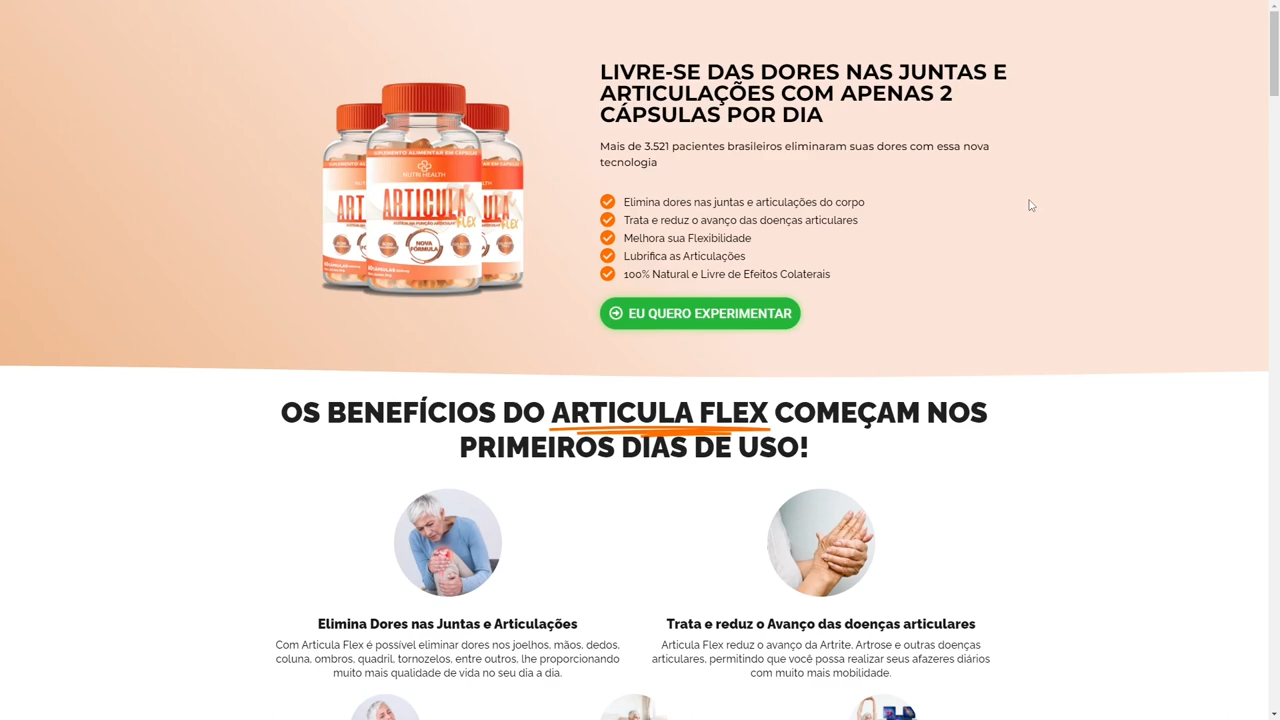 LIVRE-SE DAS DORES NAS JUNTAS E
ARTICULAÇÕES COM APENAS 2
CÁPSULAS POR DIA
Mais de 3.521 pacientes brasileiros eliminaram suas dores com essa nova
tecnologia
Elimina dores nas juntas e articulações do corpo
Trata e reduz o avanço das doenças articulares
Melhora sua Flexibilidade
Lubrifica as Articulações
100% Natural e Livre de Efeitos Colaterais
EU QUERO EXPERIMENTAR
SUPLEMENTO ALIMENTAR EM CÁPSULAS
NUTRI HEALTH
ARTICULA
FLEX
NOVA
FÓRMULA
OS BENEFÍCIOS DO ARTICULA FLEX COMEÇAM NOS
PRIMEIROS DIAS DE USO!
Elimina Dores nas Juntas e Articulações
Com Articula Flex é possível eliminar dores nos joelhos, mãos, dedos,
coluna, ombros, quadril, tornozelos, entre outros, lhe proporcionando
muito mais qualidade de vida no seu dia a dia.
Trata e reduz o Avanço das doenças articulares
Articula Flex reduz o avanço da Artrite, Artrose e outras doenças
articulares, permitindo que você possa realizar seus afazeres diários
com muito mais mobilidade.